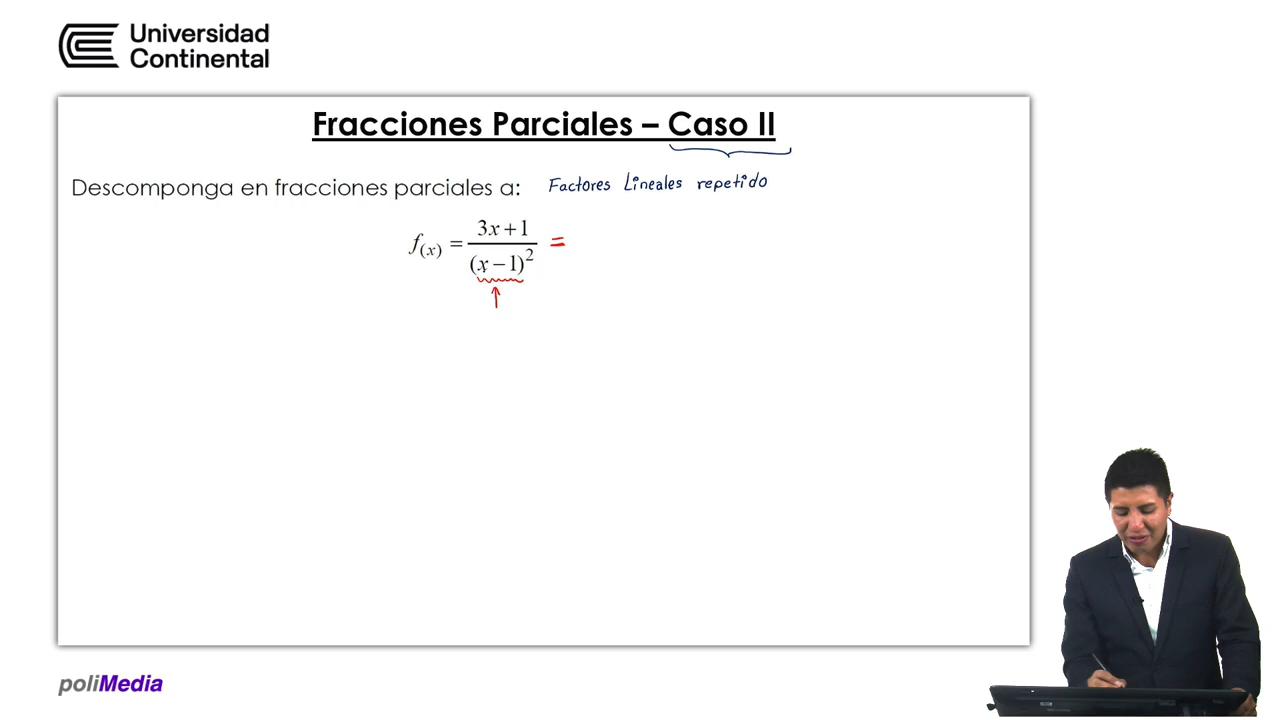 Universidad
Continental
Fracciones Parciales – Caso II
Descomponga en fracciones parciales a: Factores Lineales repetido
f(x) = (3x+1)/(x−1)² =
poliMedia